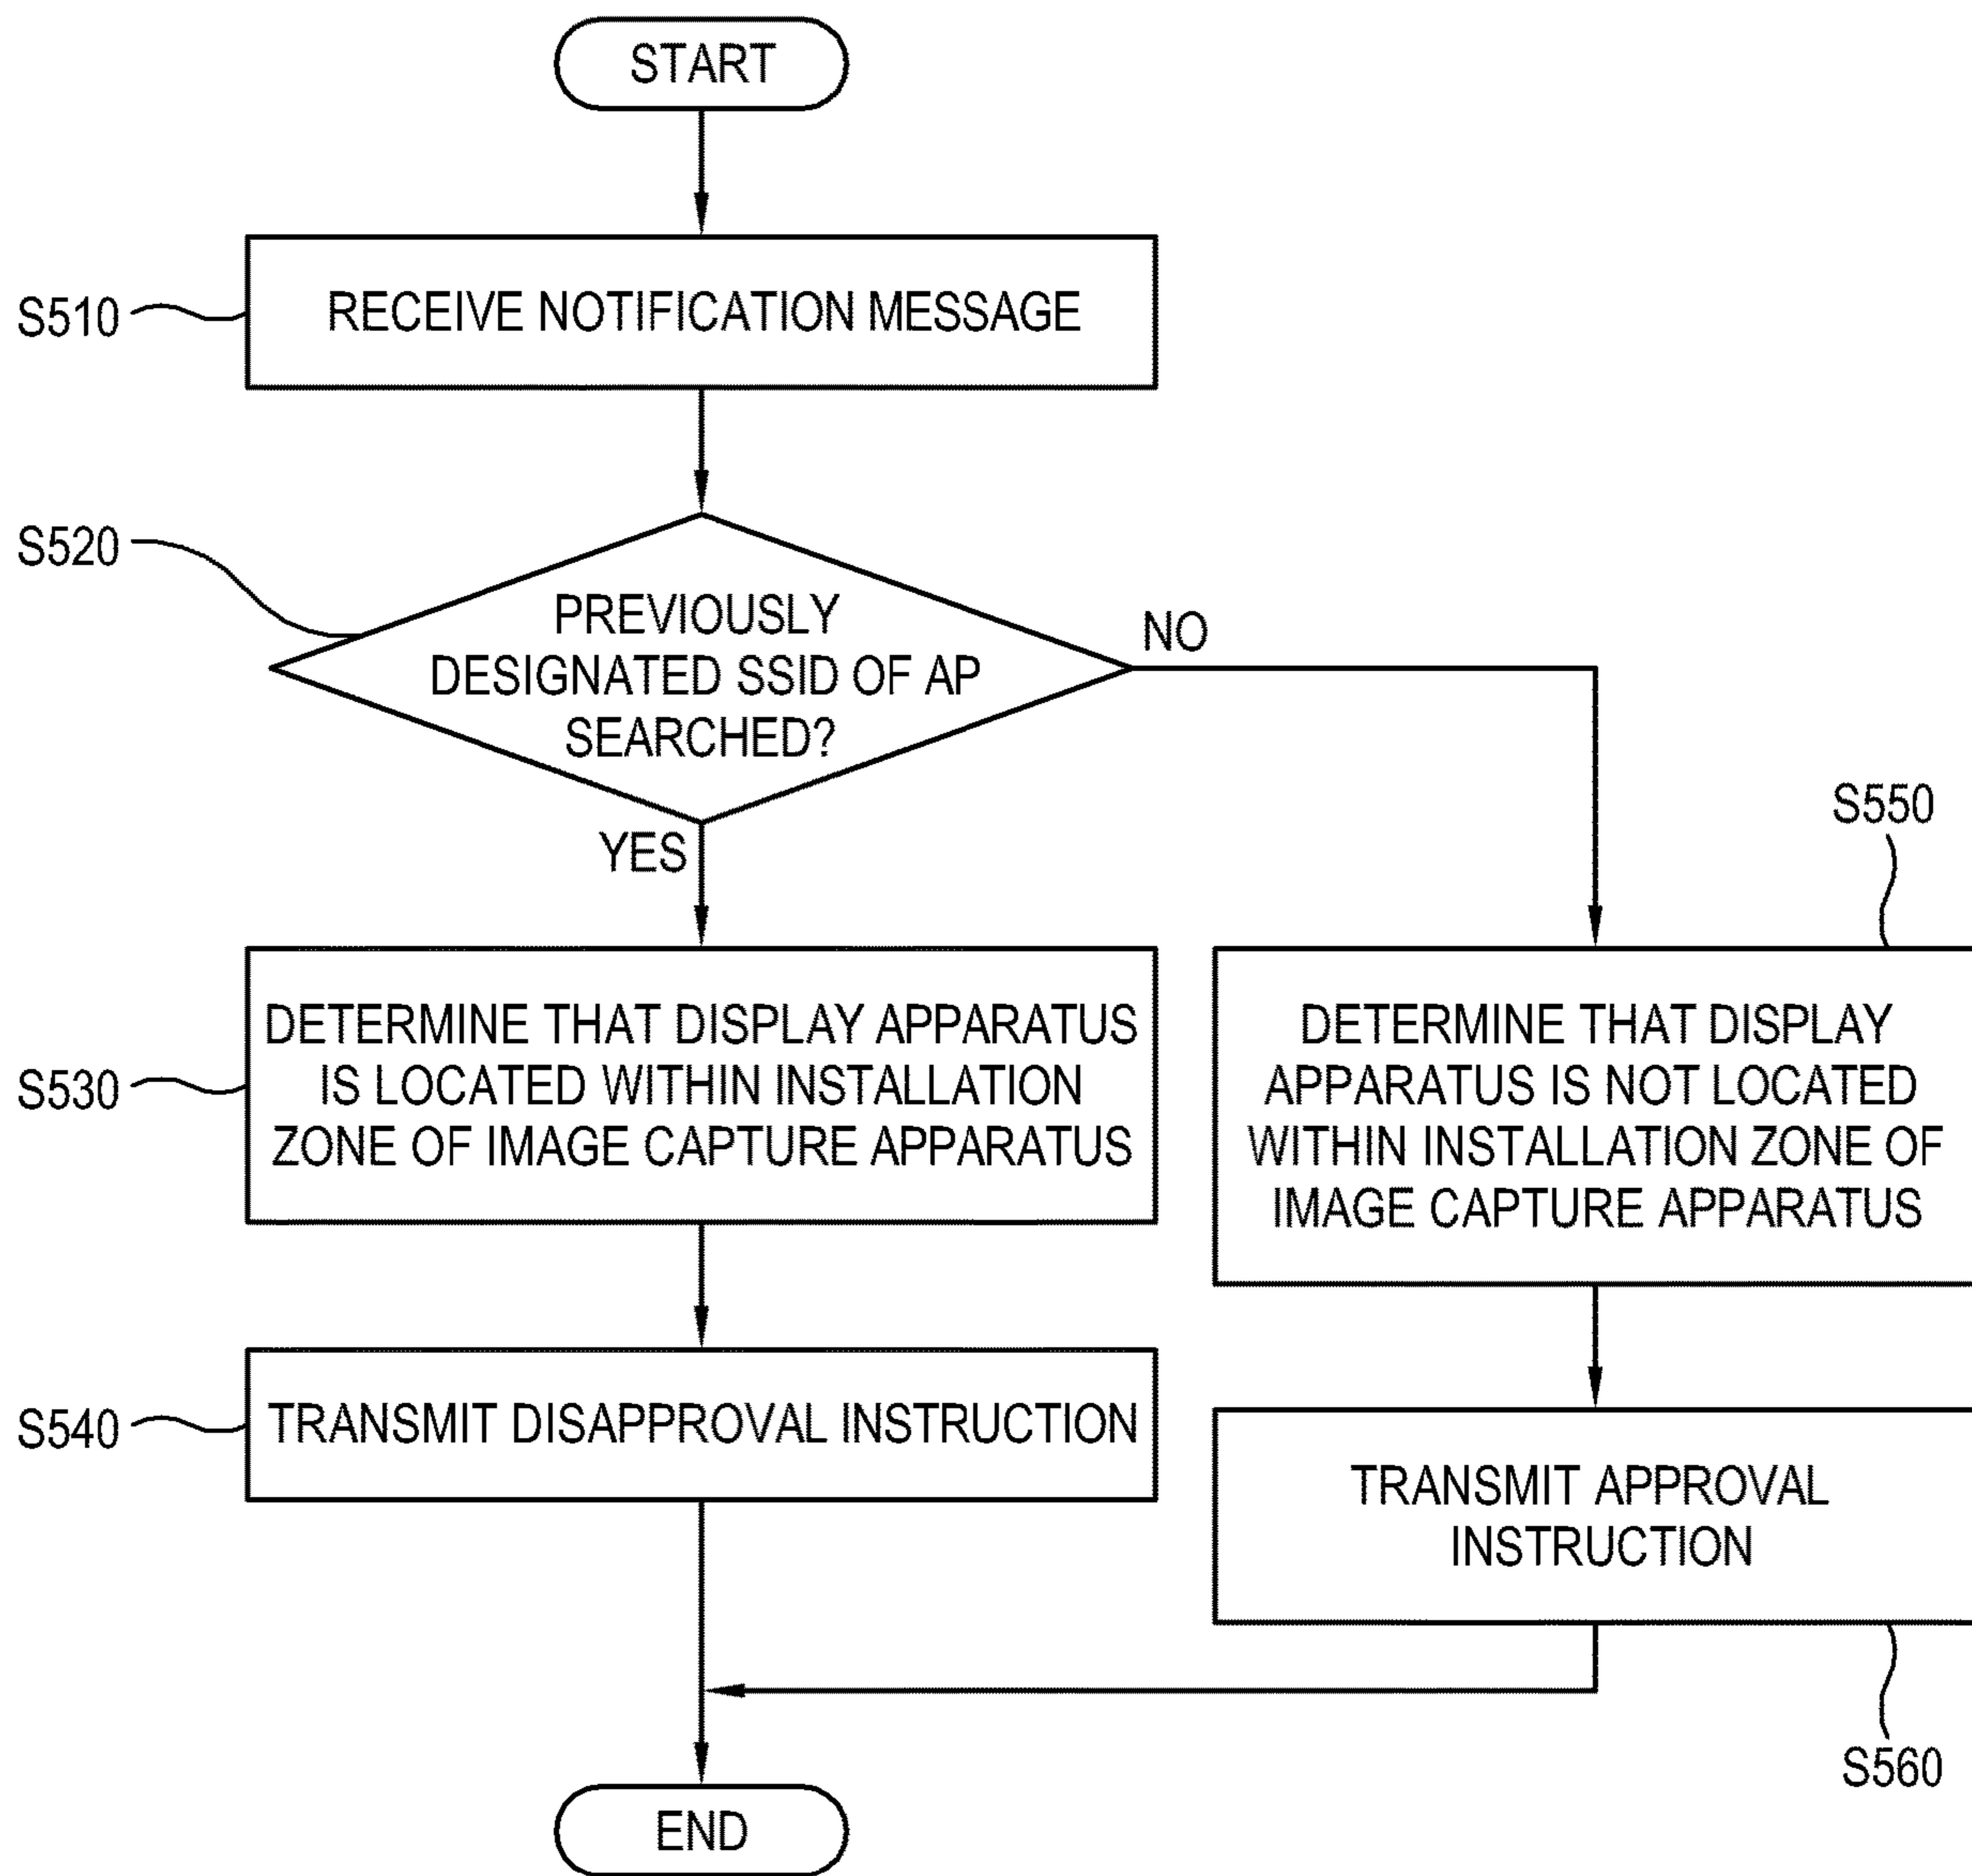 START
S510
RECEIVE NOTIFICATION MESSAGE
S520
PREVIOUSLY
DESIGNATED SSID OF AP
SEARCHED?
NO
YES
S530
DETERMINE THAT DISPLAY APPARATUS
IS LOCATED WITHIN INSTALLATION
ZONE OF IMAGE CAPTURE APPARATUS
S540
TRANSMIT DISAPPROVAL INSTRUCTION
S550
DETERMINE THAT DISPLAY
APPARATUS IS NOT LOCATED
WITHIN INSTALLATION ZONE OF
IMAGE CAPTURE APPARATUS
TRANSMIT APPROVAL
INSTRUCTION
S560
END